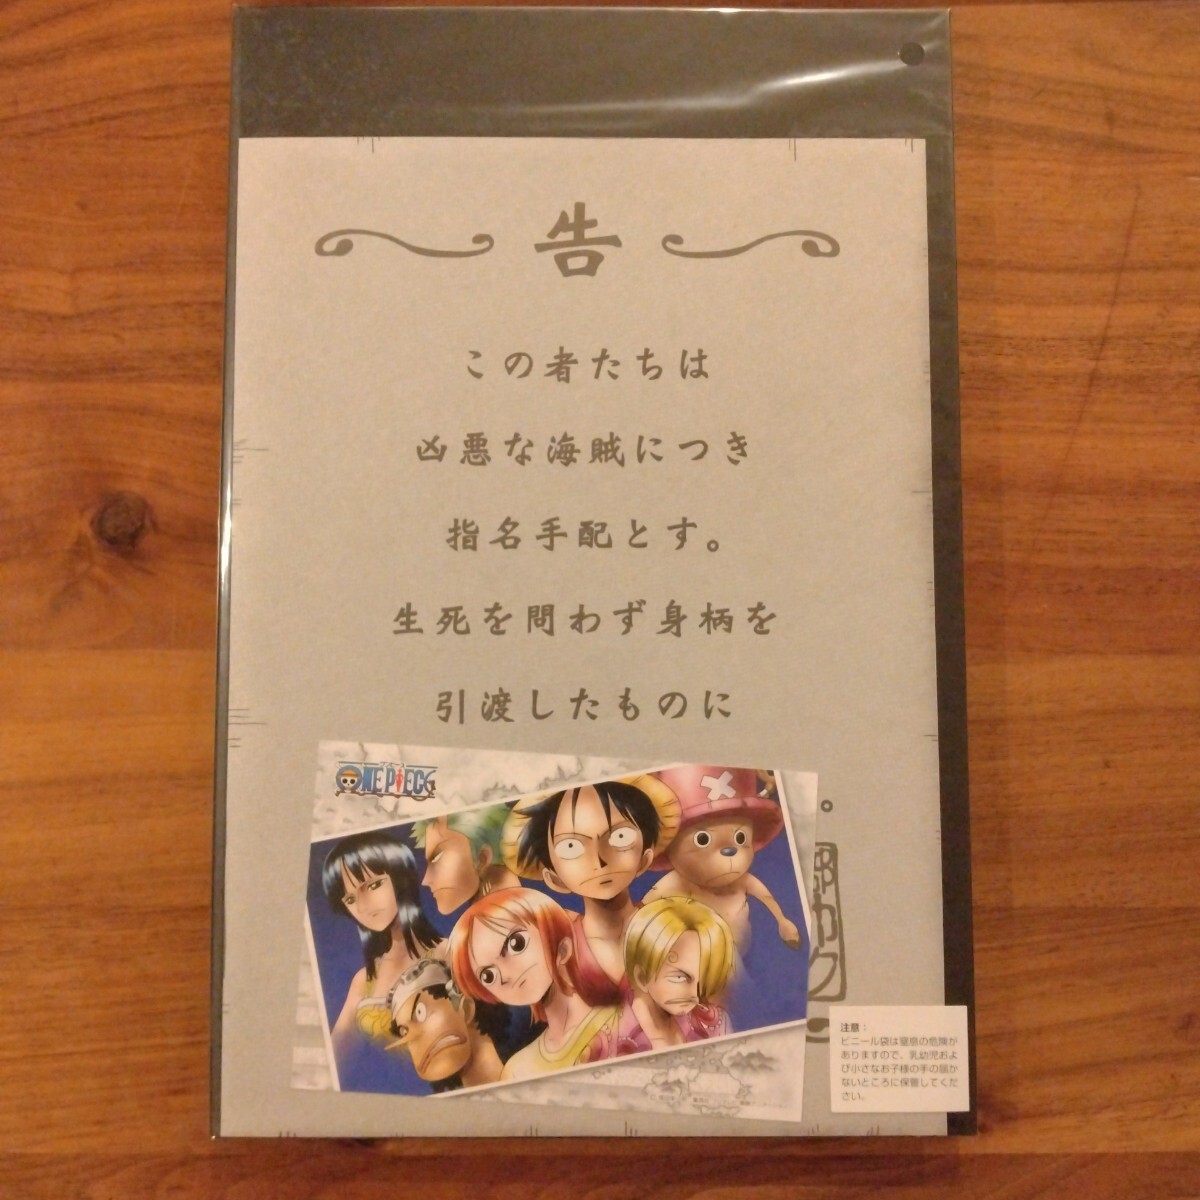 告
この者たちは
凶悪な海賊につき
指名手配とす。
生死を問わず身柄を
引渡したものに
。
ONE PIECE
部カク
注意:
ビニール袋は窒息の危険が
ありますので、乳幼児およ
び小さなお子様の手の届か
ないところに保管してくだ
さい。